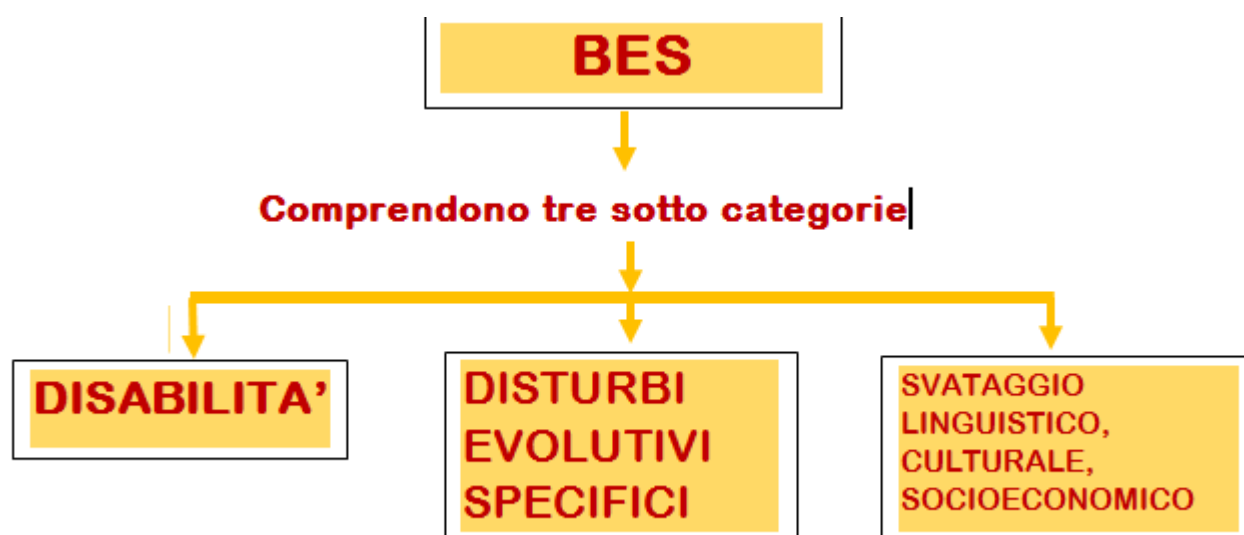 BES
Comprendono tre sotto categorie
DISABILITA’
DISTURBI
EVOLUTIVI
SPECIFICI
SVATAGGIO
LINGUISTICO,
CULTURALE,
SOCIOECONOMICO